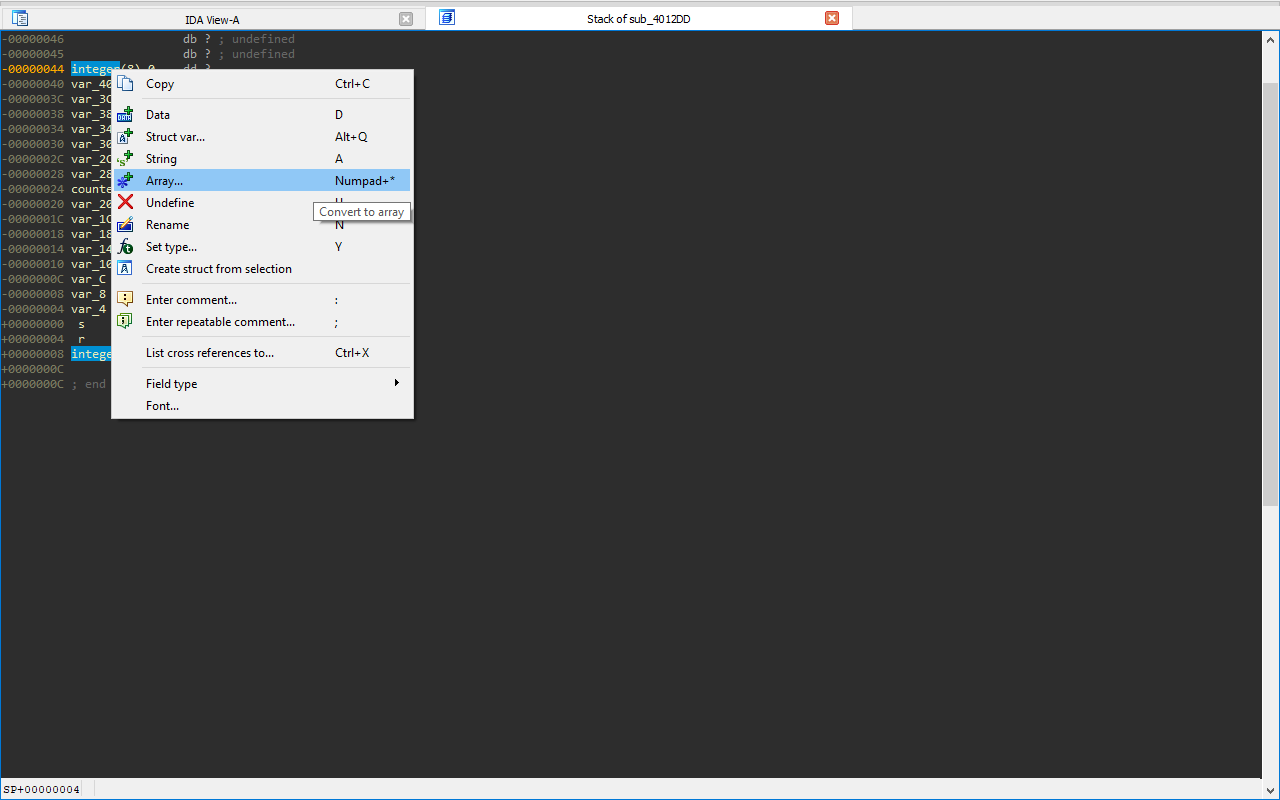 IDA View-A
Stack of sub_4012DD
-00000046 db ? ; undefined
-00000045 db ? ; undefined
-00000044 integer(8)_0 dd ?
-00000040 var_40
-0000003C var_3C
-00000038 var_38
-00000034 var_34
-00000030 var_30
-0000002C var_2C
-00000028 var_28
-00000024 counte
-00000020 var_20
-0000001C var_1C
-00000018 var_18
-00000014 var_14
-00000010 var_10
-0000000C var_C
-00000008 var_8
-00000004 var_4
+00000000 s
+00000004 r
+00000008 intege
+0000000C
+0000000C ; end
Copy Ctrl+C
Data D
Struct var... Alt+Q
String A
Array... Numpad+*
Undefine U
Convert to array
Rename N
Set type... Y
Create struct from selection
Enter comment... :
Enter repeatable comment... ;
List cross references to... Ctrl+X
Field type
Font...
SP+00000004